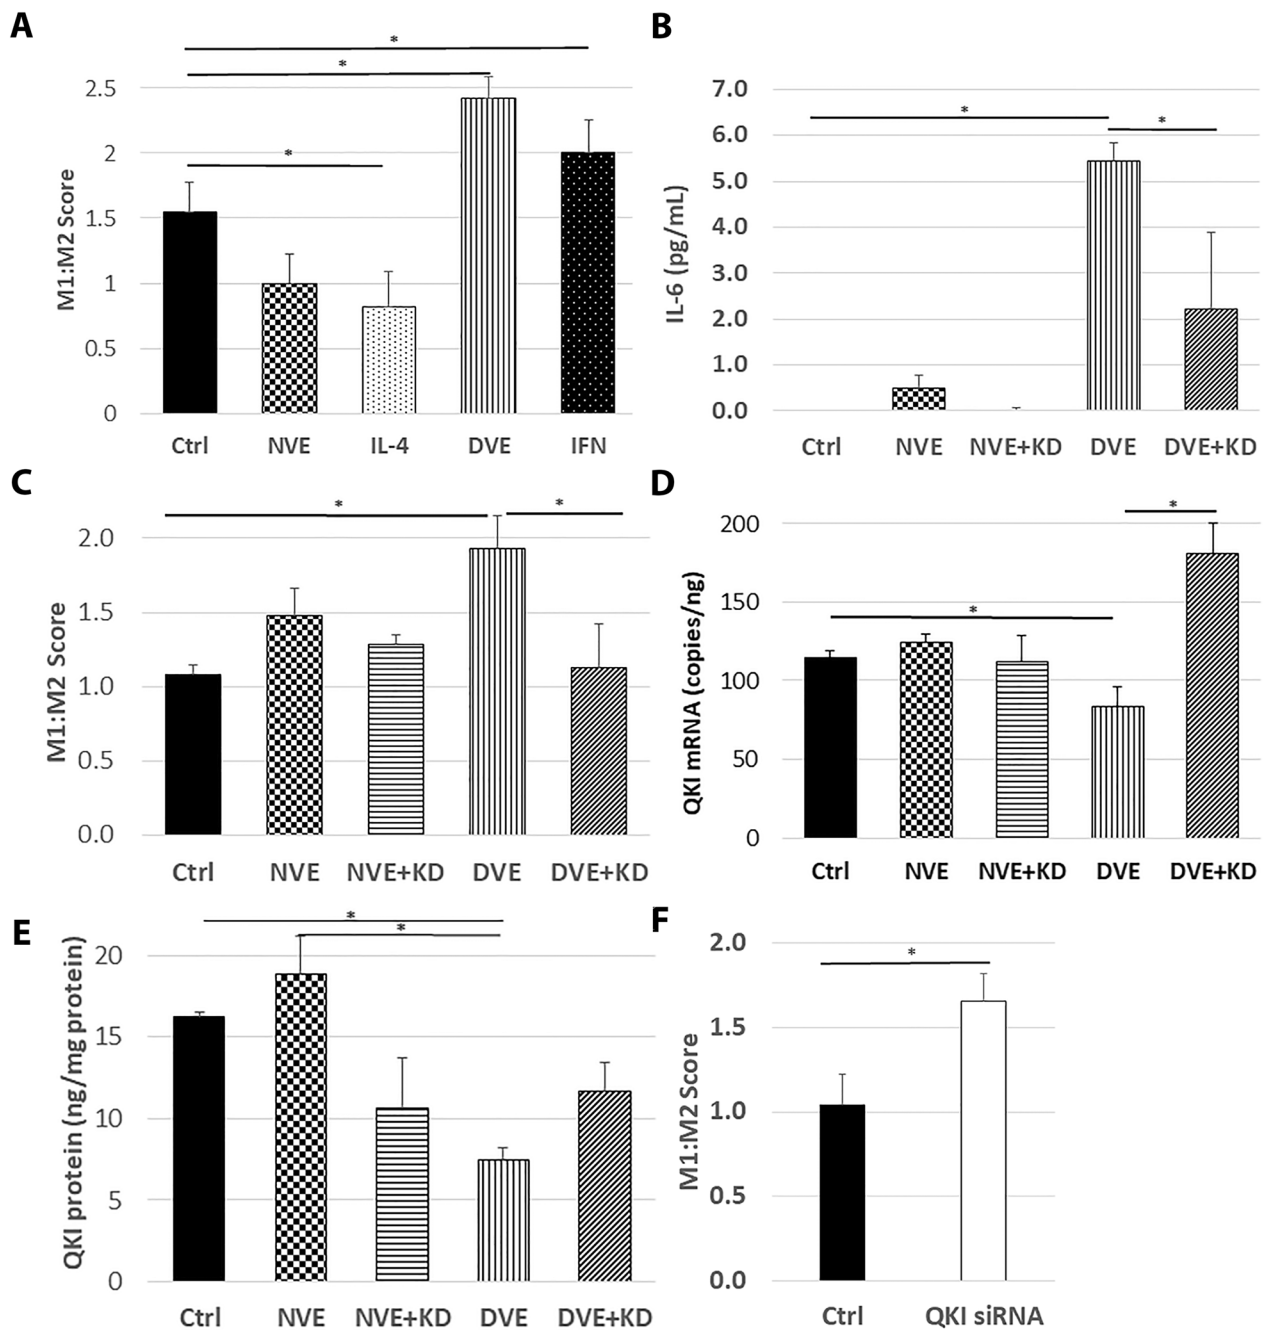 A
*
*
*
M1:M2 Score
2.5
2
1.5
1
0.5
0
Ctrl NVE IL-4 DVE IFN
B
*
*
IL-6 (pg/mL)
7.0
6.0
5.0
4.0
3.0
2.0
1.0
0.0
Ctrl NVE NVE+KD DVE DVE+KD
C
*
*
M1:M2 Score
2.0
1.5
1.0
0.5
0.0
Ctrl NVE NVE+KD DVE DVE+KD
D
*
*
QKI mRNA (copies/ng)
200
150
100
50
0
Ctrl NVE NVE+KD DVE DVE+KD
E
*
*
QKI protein (ng/mg protein)
20
15
10
5
0
Ctrl NVE NVE+KD DVE DVE+KD
F
*
M1:M2 Score
2.0
1.5
1.0
0.5
0.0
Ctrl QKI siRNA